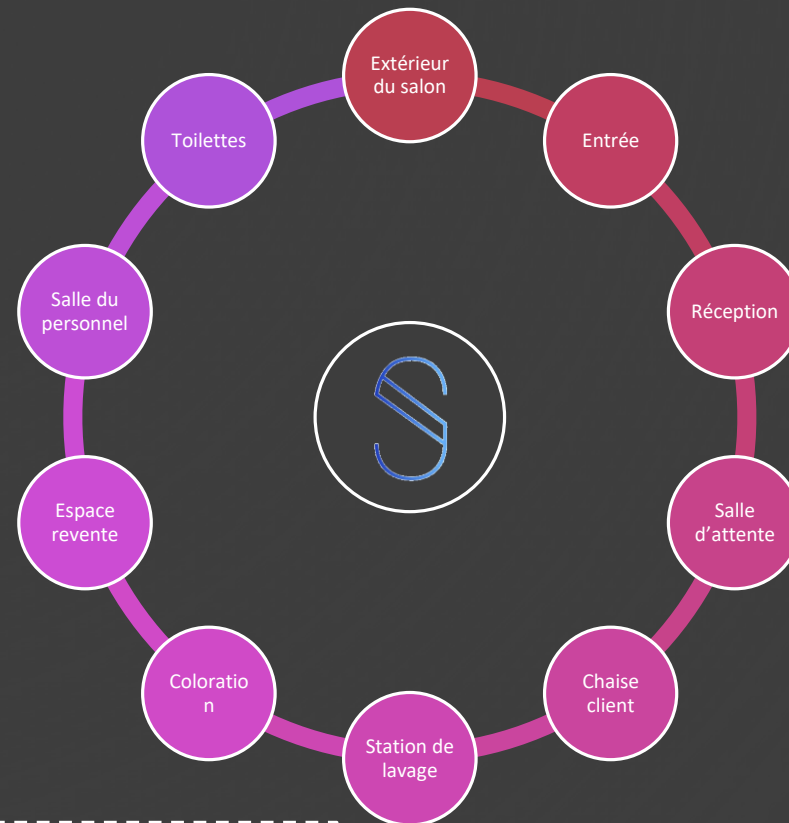 Extérieur
du salon
Entrée
Réception
Salle
d’attente
Chaise
client
Station de
lavage
Coloratio
n
Espace
revente
Salle du
personnel
Toilettes
S